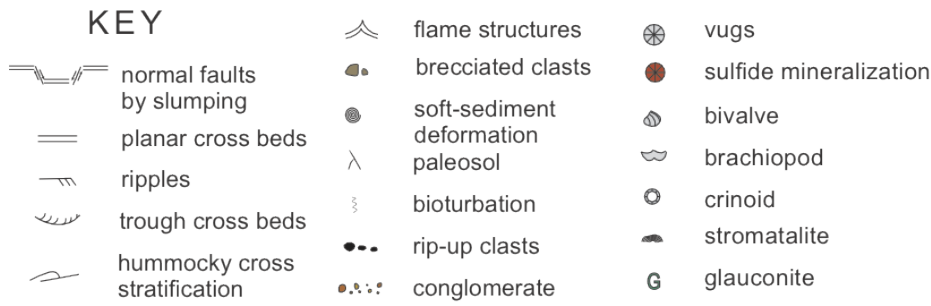 KEY
normal faults
by slumping
planar cross beds
ripples
trough cross beds
hummocky cross
stratification
flame structures
brecciated clasts
soft-sediment
deformation
paleosol
bioturbation
rip-up clasts
conglomerate
vugs
sulfide mineralization
bivalve
brachiopod
crinoid
stromatalite
G glauconite